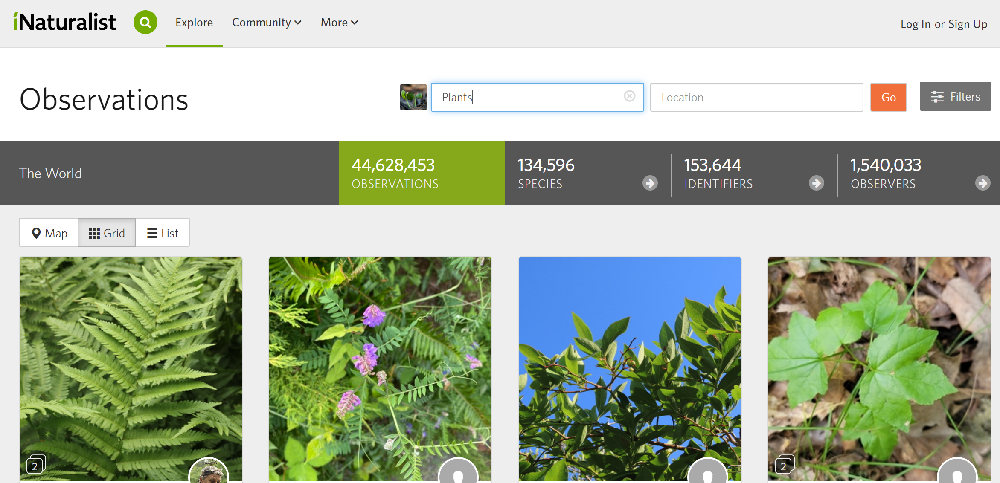 iNaturalist
Explore
Community
More
Log In or Sign Up
Observations
Plants
Location
Go
Filters
The World
44,628,453
OBSERVATIONS
134,596
SPECIES
153,644
IDENTIFIERS
1,540,033
OBSERVERS
Map
Grid
List
2
2